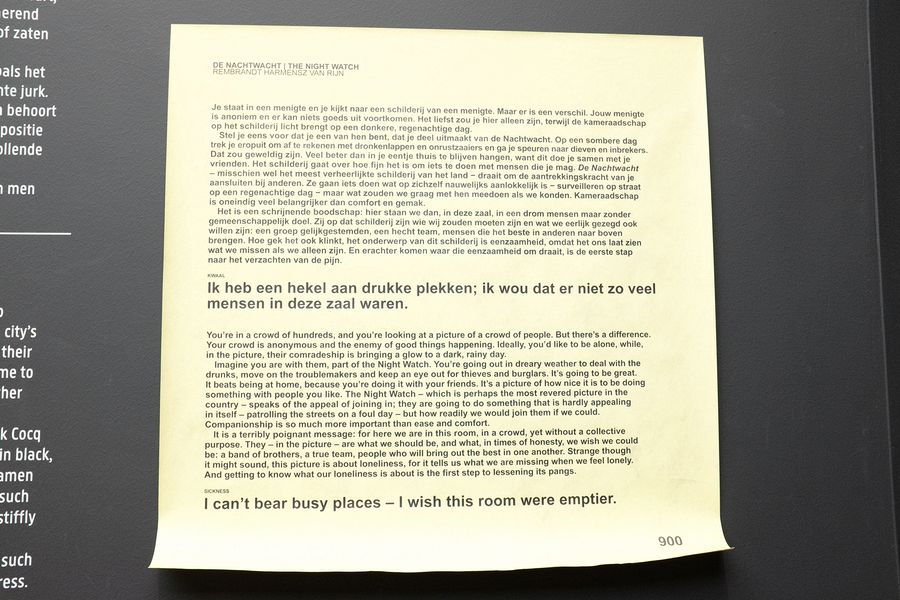 erend
of zaten
als het
nte jurk.
behoort
positie
ollende
men
city's
their
me to
her
k Cocq
in black,
amen
such
stiffly
such
ress.
DE NACHTWACHT | THE NIGHT WATCH
REMBRANDT HARMENSZ VAN RIJN
Je staat in een menigte en je kijkt naar een schilderij van een menigte. Maar er is een verschil. Jouw menigte
is anoniem en er kan niets goeds uit voortkomen. Het liefst zou je hier alleen zijn, terwijl de kameraadschap
op het schilderij licht brengt op een donkere, regenachtige dag.
Stel je eens voor dat je een van hen bent, dat je deel uitmaakt van de Nachtwacht. Op een sombere dag
trek je eropuit om af te rekenen met dronkenlappen en onrustzaaiers en ga je speuren naar dieven en inbrekers.
Dat zou geweldig zijn. Veel beter dan in je eentje thuis te blijven hangen, want dit doe je samen met je
vrienden. Het schilderij gaat over hoe fijn het is om iets te doen met mensen die je mag. De Nachtwacht
– misschien wel het meest verheerlijkte schilderij van het land – draait om de aantrekkingskracht van je
aansluiten bij anderen. Ze gaan iets doen wat op zichzelf nauwelijks aanlokkelijk is – surveilleren op straat
op een regenachtige dag – maar wat zouden we graag met hen meedoen als we konden. Kameraadschap
is oneindig veel belangrijker dan comfort en gemak.
Het is een schrijnende boodschap: hier staan we dan, in deze zaal, in een drom mensen maar zonder
gemeenschappelijk doel. Zij op dat schilderij zijn wie wij zouden moeten zijn en wat we eerlijk gezegd ook
willen zijn: een groep gelijkgestemden, een hecht team, mensen die het beste in anderen naar boven
brengen. Hoe gek het ook klinkt, het onderwerp van dit schilderij is eenzaamheid, omdat het ons laat zien
wat we missen als we alleen zijn. En erachter komen waar die eenzaamheid om draait, is de eerste stap
naar het verzachten van de pijn.
KWAAL
Ik heb een hekel aan drukke plekken; ik wou dat er niet zo veel
mensen in deze zaal waren.
You're in a crowd of hundreds, and you're looking at a picture of a crowd of people. But there's a difference.
Your crowd is anonymous and the enemy of good things happening. Ideally, you'd like to be alone, while,
in the picture, their comradeship is bringing a glow to a dark, rainy day.
Imagine you are with them, part of the Night Watch. You're going out in dreary weather to deal with the
drunks, move on the troublemakers and keep an eye out for thieves and burglars. It's going to be great.
It beats being at home, because you're doing it with your friends. It's a picture of how nice it is to be doing
something with people you like. The Night Watch – which is perhaps the most revered picture in the
country – speaks of the appeal of joining in; they are going to do something that is hardly appealing
in itself – patrolling the streets on a foul day – but how readily we would join them if we could.
Companionship is so much more important than ease and comfort.
It is a terribly poignant message: for here we are in this room, in a crowd, yet without a collective
purpose. They – in the picture – are what we should be, and what, in times of honesty, we wish we could
be: a band of brothers, a true team, people who will bring out the best in one another. Strange though
it might sound, this picture is about loneliness, for it tells us what we are missing when we feel lonely.
And getting to know what our loneliness is about is the first step to lessening its pangs.
SICKNESS
I can't bear busy places – I wish this room were emptier.
900